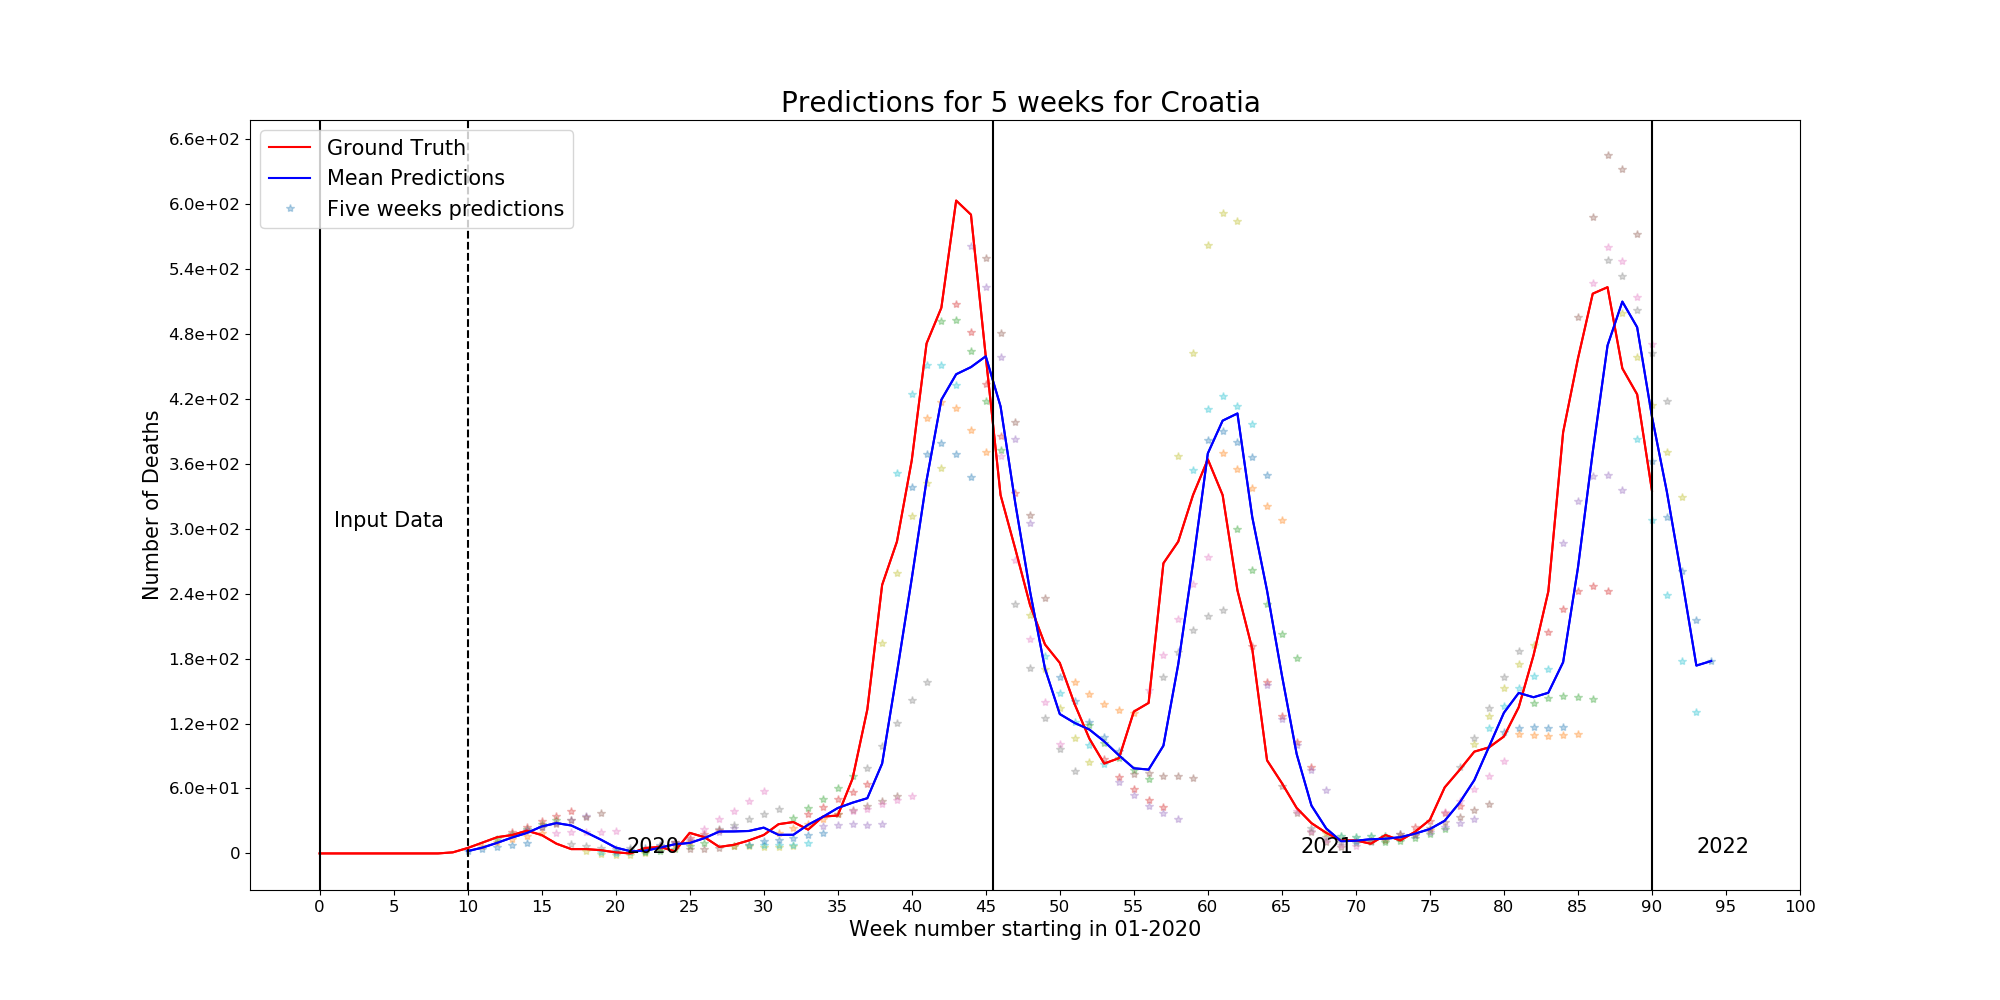 Predictions for 5 weeks for Croatia
6.6e+02
6.0e+02
5.4e+02
4.8e+02
4.2e+02
3.6e+02
3.0e+02
2.4e+02
1.8e+02
1.2e+02
6.0e+01
0
Number of Deaths
Ground Truth
Mean Predictions
Five weeks predictions
Input Data
2020
2021
2022
0 5 10 15 20 25 30 35 40 45 50 55 60 65 70 75 80 85 90 95 100
Week number starting in 01-2020